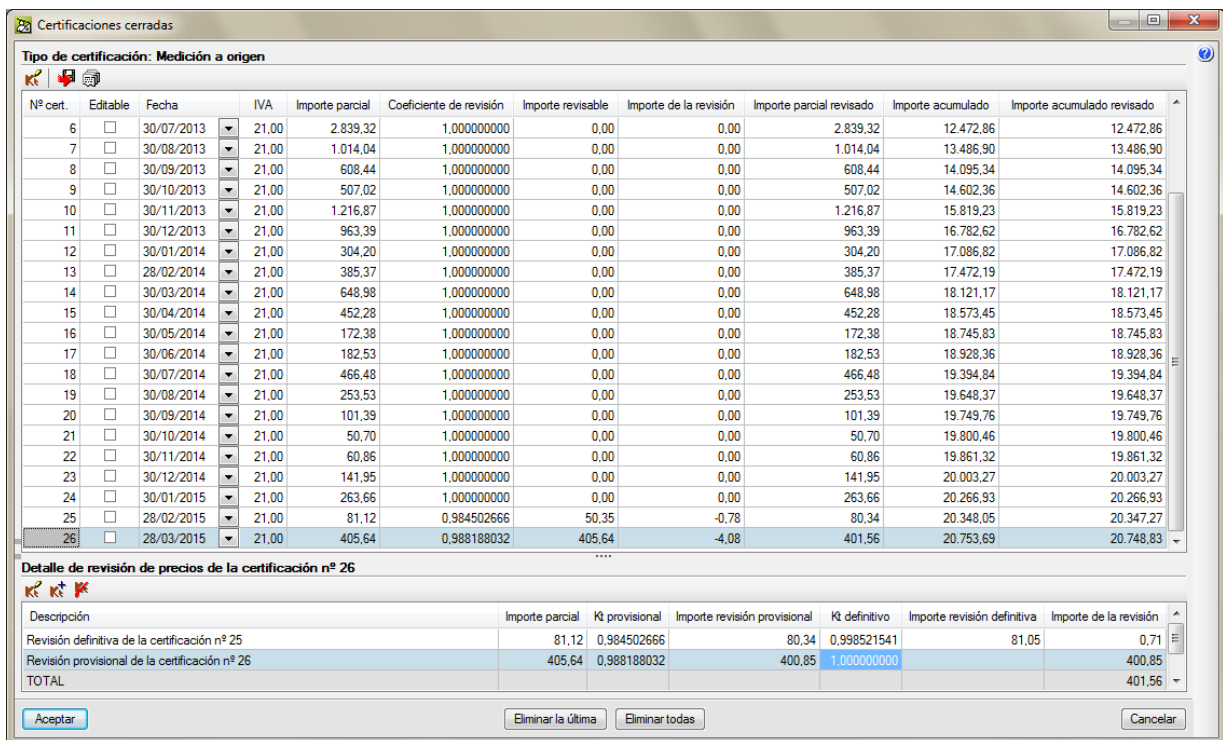 Certificaciones cerradas
Tipo de certificación: Medición a origen
Nº cert. Editable Fecha IVA Importe parcial Coeficiente de revisión Importe revisable Importe de la revisión Importe parcial revisado Importe acumulado Importe acumulado revisado
6 30/07/2013 21,00 2.839,32 1,000000000 0,00 0,00 2.839,32 12.472,86 12.472,86
7 30/08/2013 21,00 1.014,04 1,000000000 0,00 0,00 1.014,04 13.486,90 13.486,90
8 30/09/2013 21,00 608,44 1,000000000 0,00 0,00 608,44 14.095,34 14.095,34
9 30/10/2013 21,00 507,02 1,000000000 0,00 0,00 507,02 14.602,36 14.602,36
10 30/11/2013 21,00 1.216,87 1,000000000 0,00 0,00 1.216,87 15.819,23 15.819,23
11 30/12/2013 21,00 963,39 1,000000000 0,00 0,00 963,39 16.782,62 16.782,62
12 30/01/2014 21,00 304,20 1,000000000 0,00 0,00 304,20 17.086,82 17.086,82
13 28/02/2014 21,00 385,37 1,000000000 0,00 0,00 385,37 17.472,19 17.472,19
14 30/03/2014 21,00 648,98 1,000000000 0,00 0,00 648,98 18.121,17 18.121,17
15 30/04/2014 21,00 452,28 1,000000000 0,00 0,00 452,28 18.573,45 18.573,45
16 30/05/2014 21,00 172,38 1,000000000 0,00 0,00 172,38 18.745,83 18.745,83
17 30/06/2014 21,00 182,53 1,000000000 0,00 0,00 182,53 18.928,36 18.928,36
18 30/07/2014 21,00 466,48 1,000000000 0,00 0,00 466,48 19.394,84 19.394,84
19 30/08/2014 21,00 253,53 1,000000000 0,00 0,00 253,53 19.648,37 19.648,37
20 30/09/2014 21,00 101,39 1,000000000 0,00 0,00 101,39 19.749,76 19.749,76
21 30/10/2014 21,00 50,70 1,000000000 0,00 0,00 50,70 19.800,46 19.800,46
22 30/11/2014 21,00 60,86 1,000000000 0,00 0,00 60,86 19.861,32 19.861,32
23 30/12/2014 21,00 141,95 1,000000000 0,00 0,00 141,95 20.003,27 20.003,27
24 30/01/2015 21,00 263,66 1,000000000 0,00 0,00 263,66 20.266,93 20.266,93
25 28/02/2015 21,00 81,12 0,984502666 50,35 -0,78 80,34 20.348,05 20.347,27
26 28/03/2015 21,00 405,64 0,988188032 405,64 -4,08 401,56 20.753,69 20.748,83
Detalle de revisión de precios de la certificación nº 26
Descripción Importe parcial Kt provisional Importe revisión provisional Kt definitivo Importe revisión definitiva Importe de la revisión
Revisión definitiva de la certificación nº 25 81,12 0,984502666 80,34 0,998521541 81,05 0,71
Revisión provisional de la certificación nº 26 405,64 0,988188032 400,85 1,000000000 400,85
TOTAL 401,56
Aceptar Eliminar la última Eliminar todas Cancelar